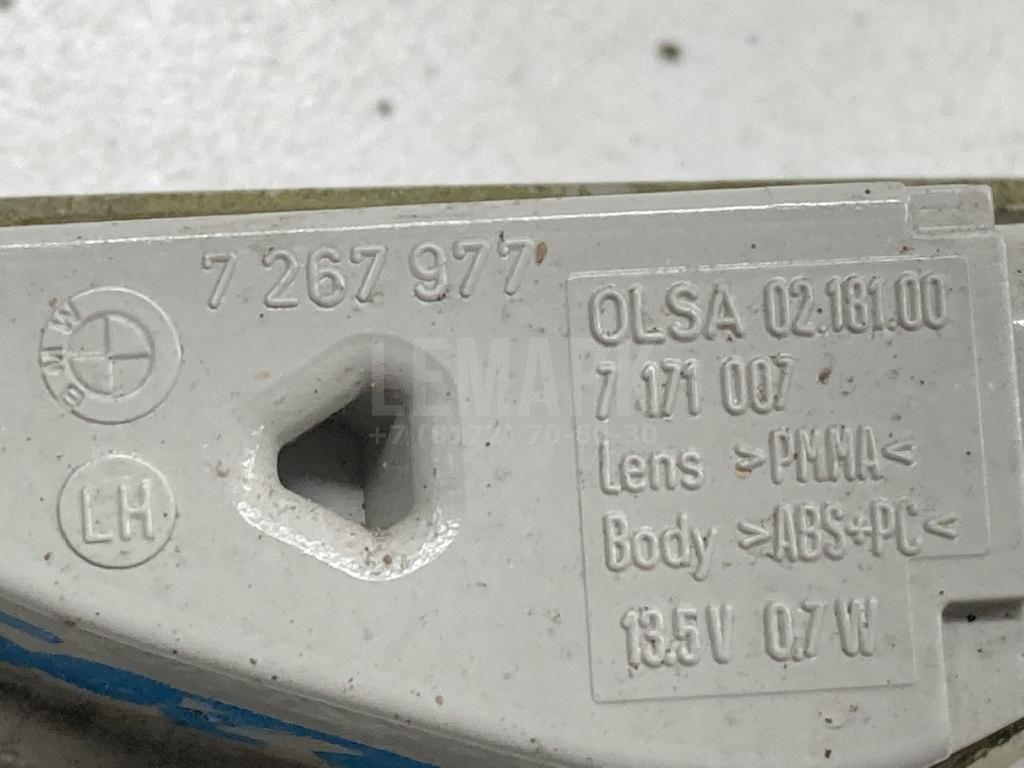 7 267 977
BMW
LH
OLSA 02.181.00
7 171 007
Lens >PMMA<
Body >ABS+PC<
13.5V 0.7W
LEMARK